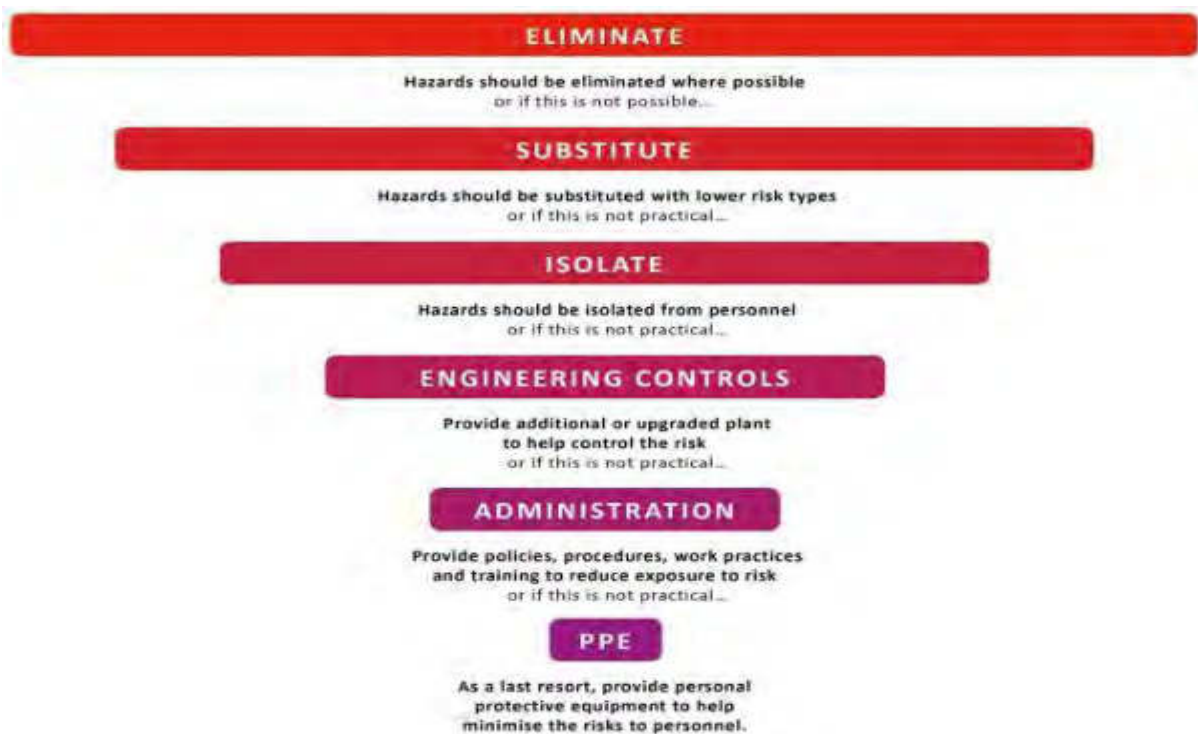 ELIMINATE
Hazards should be eliminated where possible
or if this is not possible...
SUBSTITUTE
Hazards should be substituted with lower risk types
or if this is not practical...
ISOLATE
Hazards should be isolated from personnel
or if this is not practical...
ENGINEERING CONTROLS
Provide additional or upgraded plant
to help control the risk
or if this is not practical...
ADMINISTRATION
Provide policies, procedures, work practices
and training to reduce exposure to risk
or if this is not practical...
PPE
As a last resort, provide personal
protective equipment to help
minimise the risks to personnel.